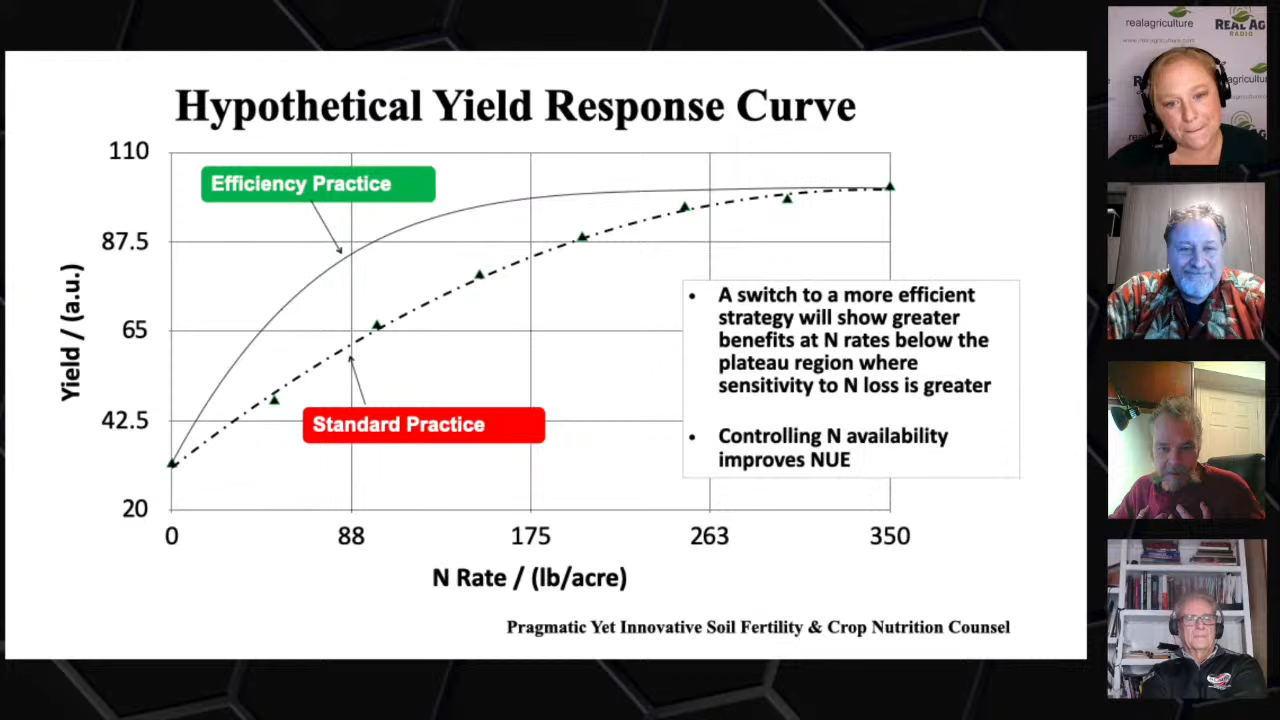 Hypothetical Yield Response Curve
110
87.5
65
42.5
20
Yield / (a.u.)
Efficiency Practice
Standard Practice
• A switch to a more efficient
strategy will show greater
benefits at N rates below the
plateau region where
sensitivity to N loss is greater
• Controlling N availability
improves NUE
0 88 175 263 350
N Rate / (lb/acre)
Pragmatic Yet Innovative Soil Fertility & Crop Nutrition Counsel
realagriculture
www.realagriculture.com
REAL AG
RADIO